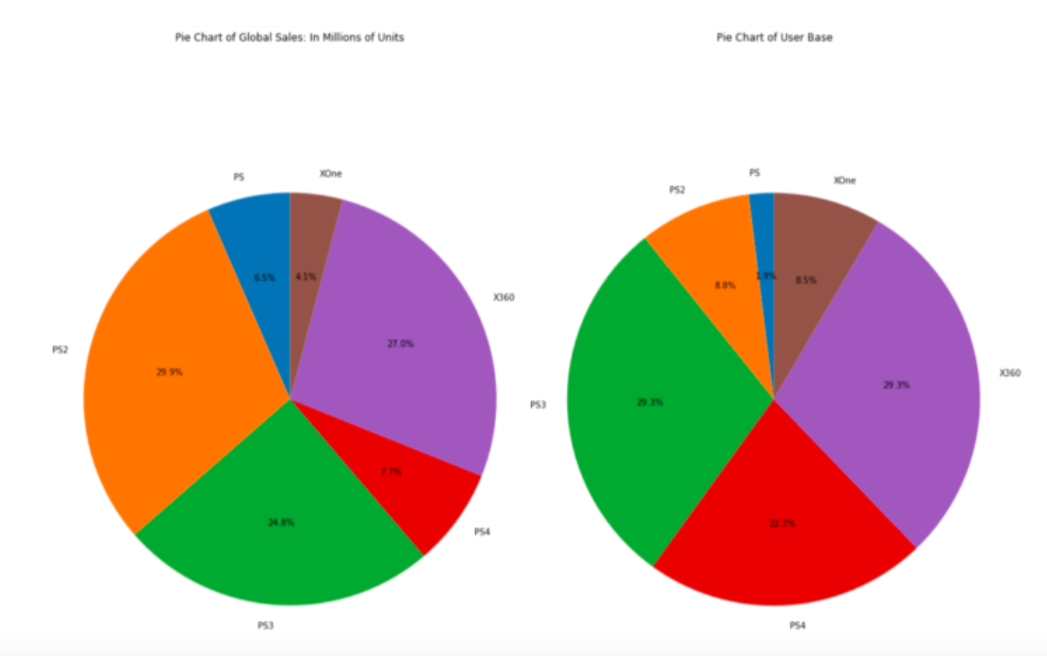 Pie Chart of Global Sales: In Millions of Units
PS
XOne
6.5%
4.1%
X360
27.0%
PS2
29.9%
7.7%
PS4
24.8%
PS3
Pie Chart of User Base
PS
XOne
PS2
1.9%
8.5%
8.8%
X360
29.3%
PS3
29.3%
22.2%
PS4